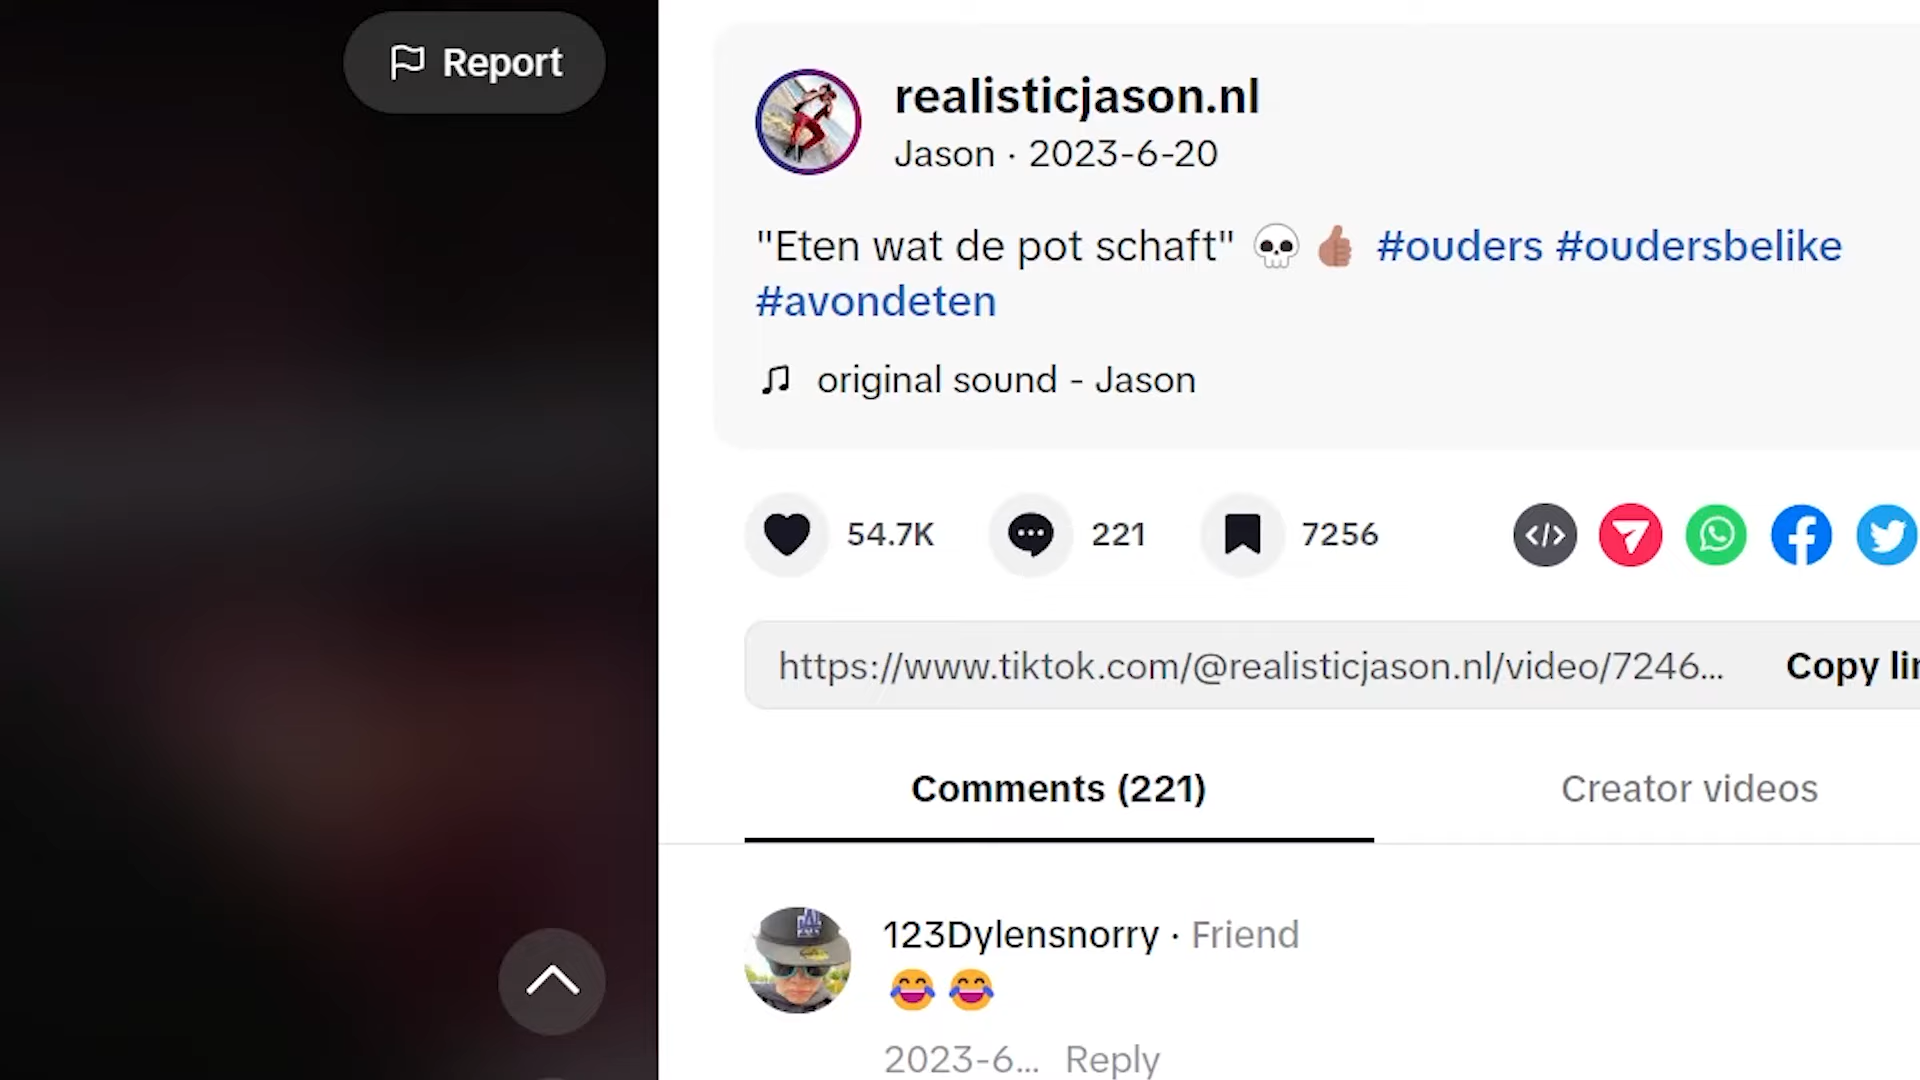 Report
realisticjason.nl
Jason · 2023-6-20
"Eten wat de pot schaft" 💀 👍🏽 #ouders #oudersbelike
#avondeten
original sound - Jason
54.7K 221 7256
https://www.tiktok.com/@realisticjason.nl/video/7246... Copy lin
Comments (221) Creator videos
123Dylensnorry · Friend
😂 😂
2023-6... Reply